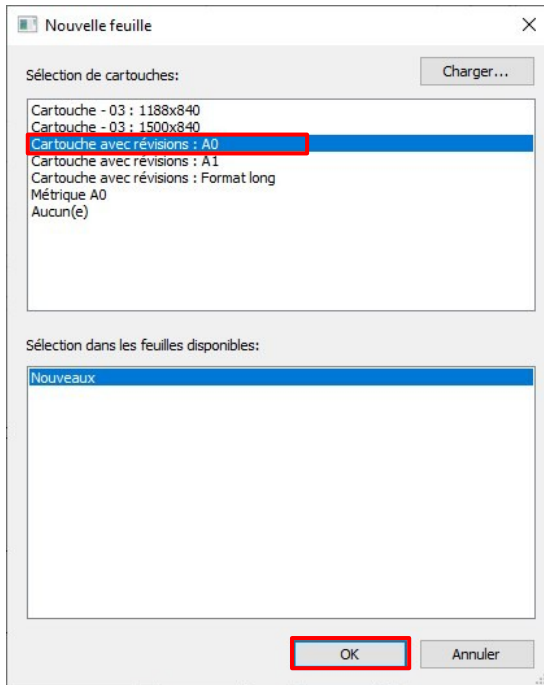 Nouvelle feuille
Sélection de cartouches:
Charger...
Cartouche - 03 : 1188x840
Cartouche - 03 : 1500x840
Cartouche avec révisions : A0
Cartouche avec révisions : A1
Cartouche avec révisions : Format long
Métrique A0
Aucun(e)
Sélection dans les feuilles disponibles:
Nouveaux
OK
Annuler